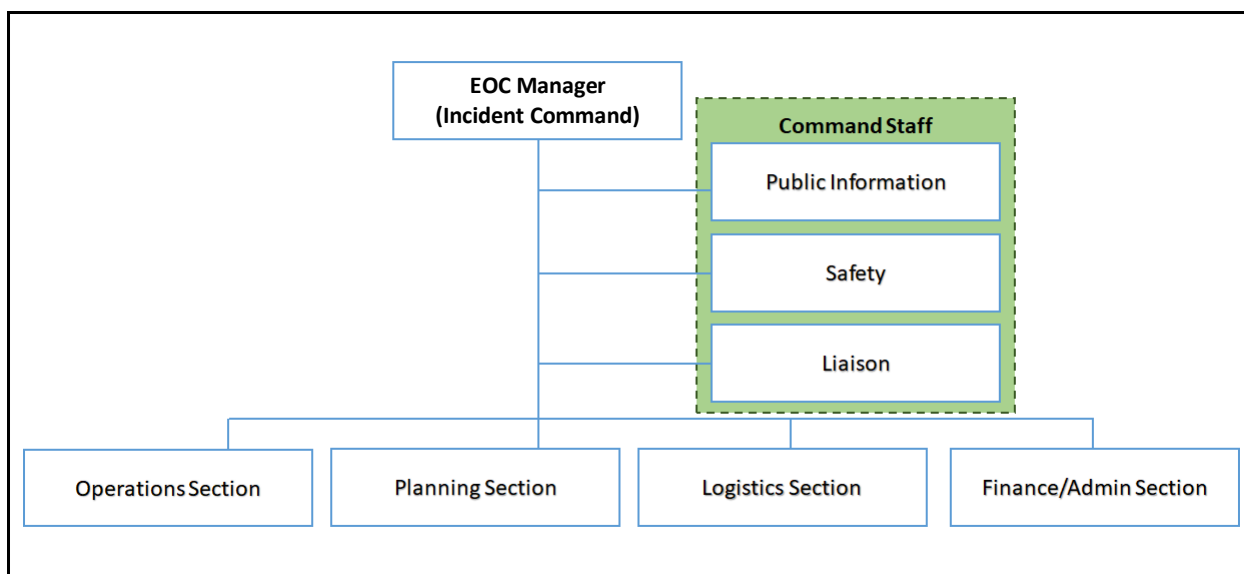 EOC Manager
(Incident Command)
Command Staff
Public Information
Safety
Liaison
Operations Section
Planning Section
Logistics Section
Finance/Admin Section